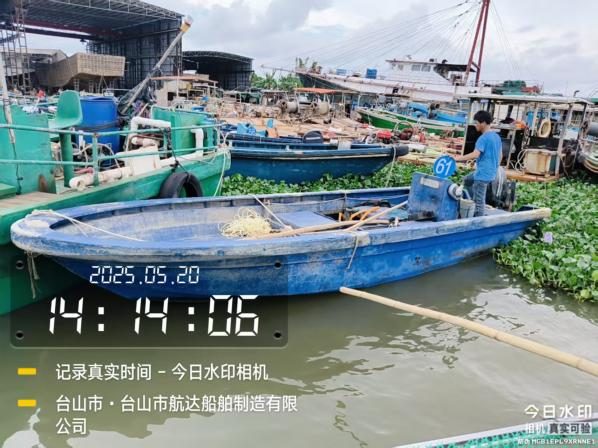 61
2025.05.20
14:14:06
记录真实时间 - 今日水印相机
台山市·台山市航达船舶制造有限
公司
今日水印
相机 真实可验